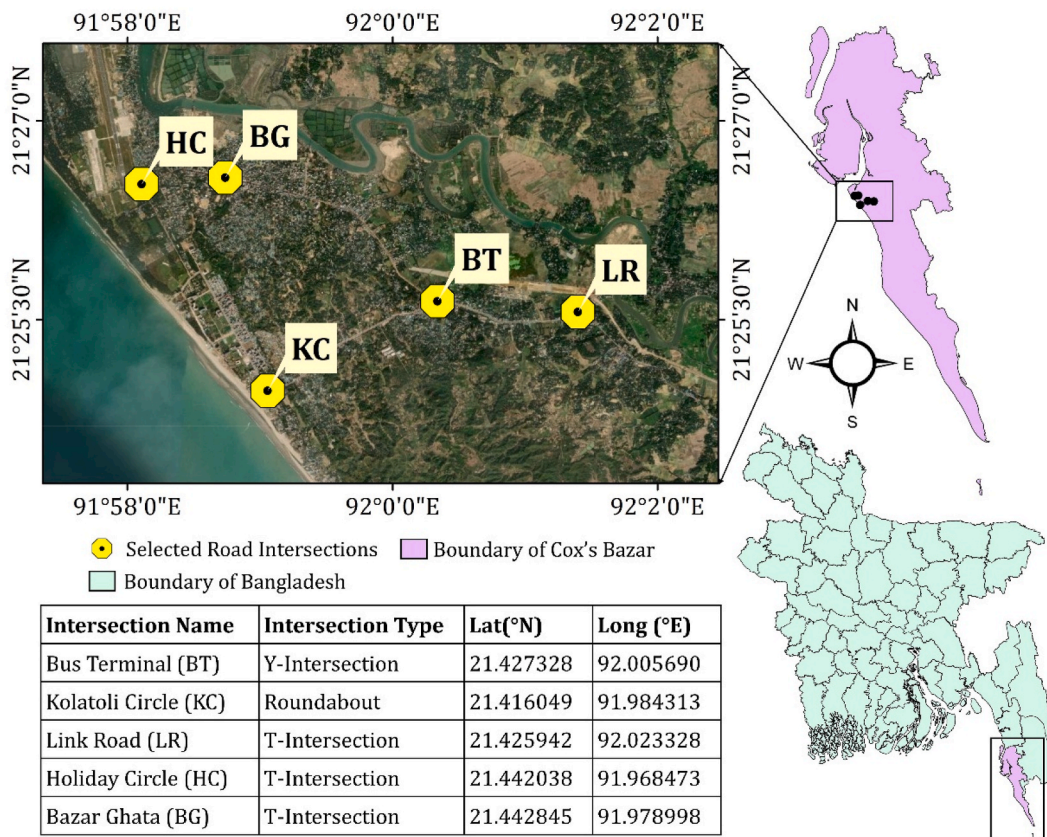 91°58'0"E 92°0'0"E 92°2'0"E
21°27'0"N
21°27'0"N
HC
BG
BT
LR
KC
21°25'30"N
21°25'30"N
91°58'0"E 92°0'0"E 92°2'0"E
N
W E
S
Selected Road Intersections Boundary of Cox's Bazar
Boundary of Bangladesh
Intersection Name Intersection Type Lat(°N) Long (°E)
Bus Terminal (BT) Y-Intersection 21.427328 92.005690
Kolatoli Circle (KC) Roundabout 21.416049 91.984313
Link Road (LR) T-Intersection 21.425942 92.023328
Holiday Circle (HC) T-Intersection 21.442038 91.968473
Bazar Ghata (BG) T-Intersection 21.442845 91.978998